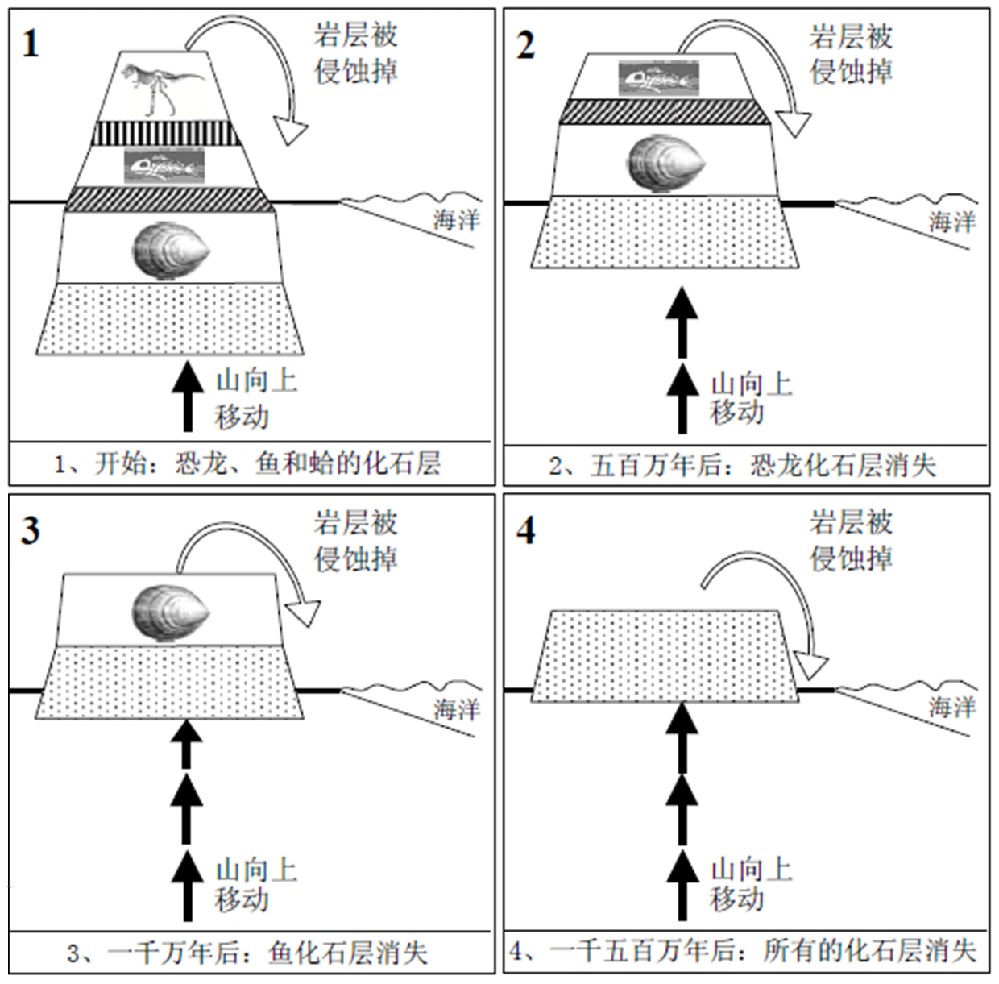 1
岩层被
侵蚀掉
海洋
山向上
移动
1、开始：恐龙、鱼和蛤的化石层
2
岩层被
侵蚀掉
海洋
山向上
移动
2、五百万年后：恐龙化石层消失
3
岩层被
侵蚀掉
海洋
山向上
移动
3、一千万年后：鱼化石层消失
4
岩层被
侵蚀掉
海洋
山向上
移动
4、一千五百万年后：所有的化石层消失